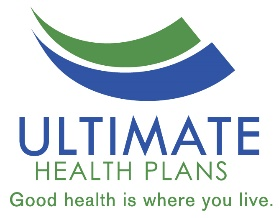 ULTIMATE
HEALTH PLANS
Good health is where you live.